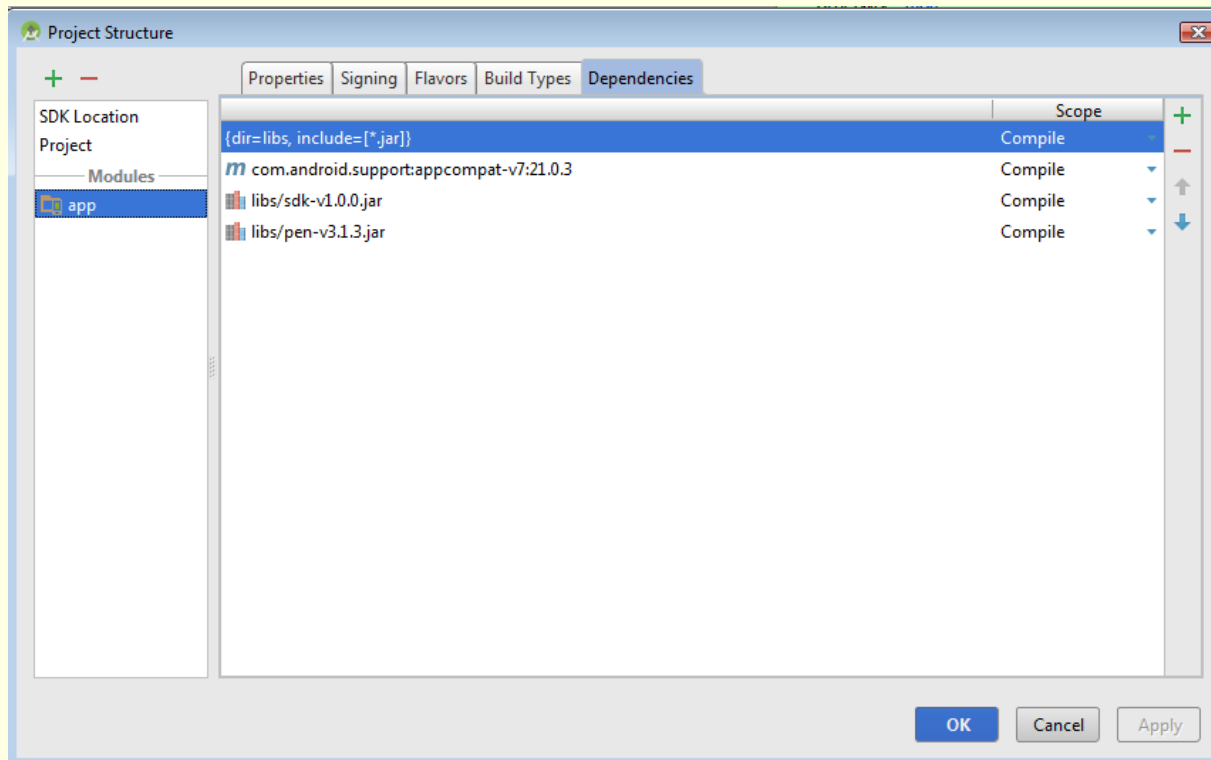 Project Structure
Properties Signing Flavors Build Types Dependencies
SDK Location
Project
Modules
app
Scope
{dir=libs, include=[*.jar]} Compile
m com.android.support:appcompat-v7:21.0.3 Compile
libs/sdk-v1.0.0.jar Compile
libs/pen-v3.1.3.jar Compile
OK Cancel Apply